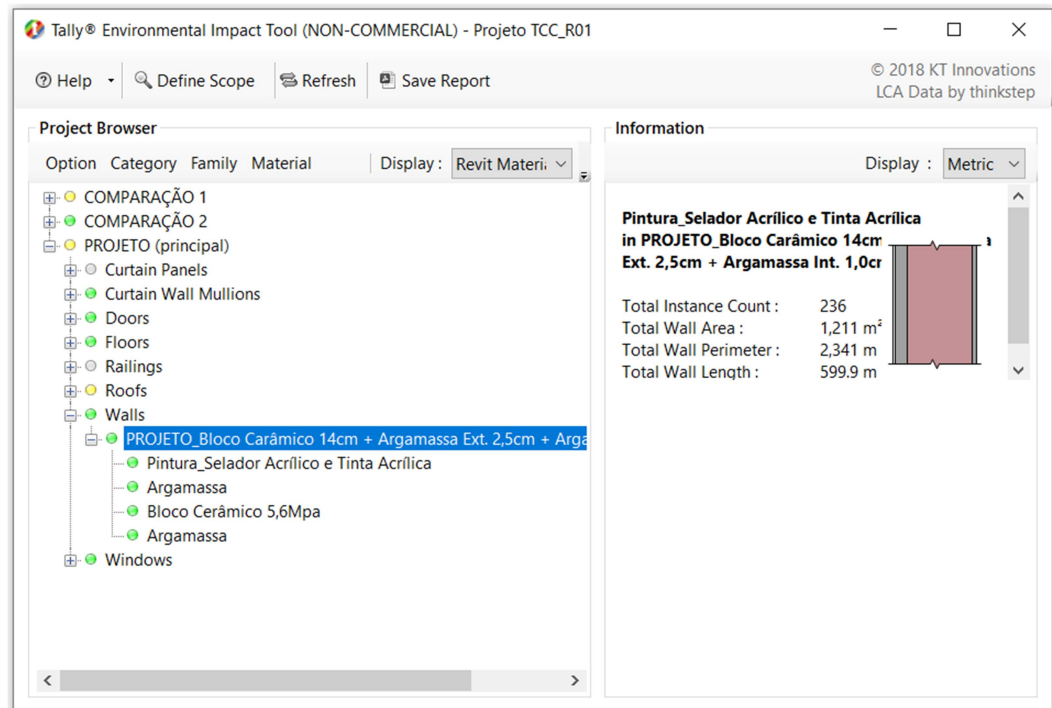 Tally® Environmental Impact Tool (NON-COMMERCIAL) - Projeto TCC_R01
Help
Define Scope
Refresh
Save Report
© 2018 KT Innovations
LCA Data by thinkstep
Project Browser
Option Category Family Material
Display :
Revit Materi
COMPARAÇÃO 1
COMPARAÇÃO 2
PROJETO (principal)
Curtain Panels
Curtain Wall Mullions
Doors
Floors
Railings
Roofs
Walls
PROJETO_Bloco Carâmico 14cm + Argamassa Ext. 2,5cm + Arga
Pintura_Selador Acrílico e Tinta Acrílica
Argamassa
Bloco Cerâmico 5,6Mpa
Argamassa
Windows
Information
Display :
Metric
Pintura_Selador Acrílico e Tinta Acrílica
in PROJETO_Bloco Carâmico 14cm
Ext. 2,5cm + Argamassa Int. 1,0cm
Total Instance Count : 236
Total Wall Area : 1,211 m²
Total Wall Perimeter : 2,341 m
Total Wall Length : 599.9 m